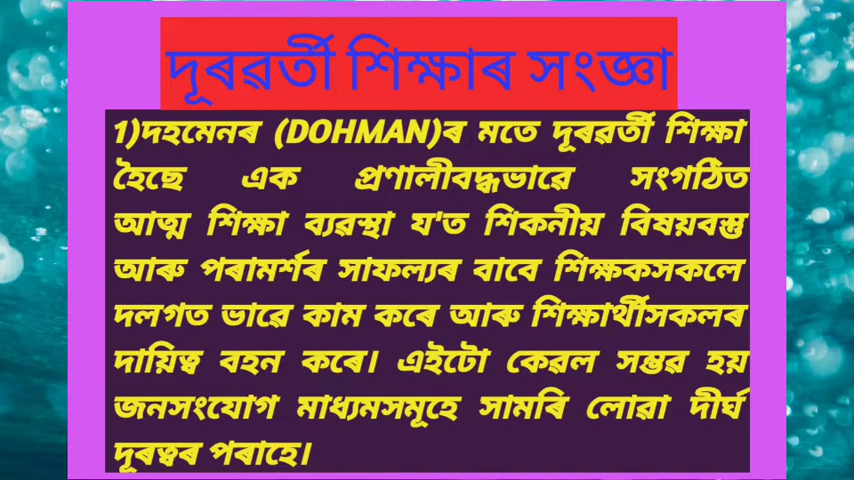 দূৰৱৰ্তী শিক্ষাৰ সংজ্ঞা
1)দহমেনৰ (DOHMAN)ৰ মতে দূৰৱৰ্তী শিক্ষা
হৈছে এক প্ৰণালীবদ্ধভাৱে সংগঠিত
আত্ম শিক্ষা ব্যৱস্থা য'ত শিকনীয় বিষয়বস্তু
আৰু পৰামৰ্শৰ সাফল্যৰ বাবে শিক্ষকসকলে
দলগত ভাৱে কাম কৰে আৰু শিক্ষাৰ্থীসকলৰ
দায়িত্ব বহন কৰে। এইটো কেৱল সম্ভৱ হয়
জনসংযোগ মাধ্যমসমূহে সামৰি লোৱা দীৰ্ঘ
দূৰত্বৰ পৰাহে।